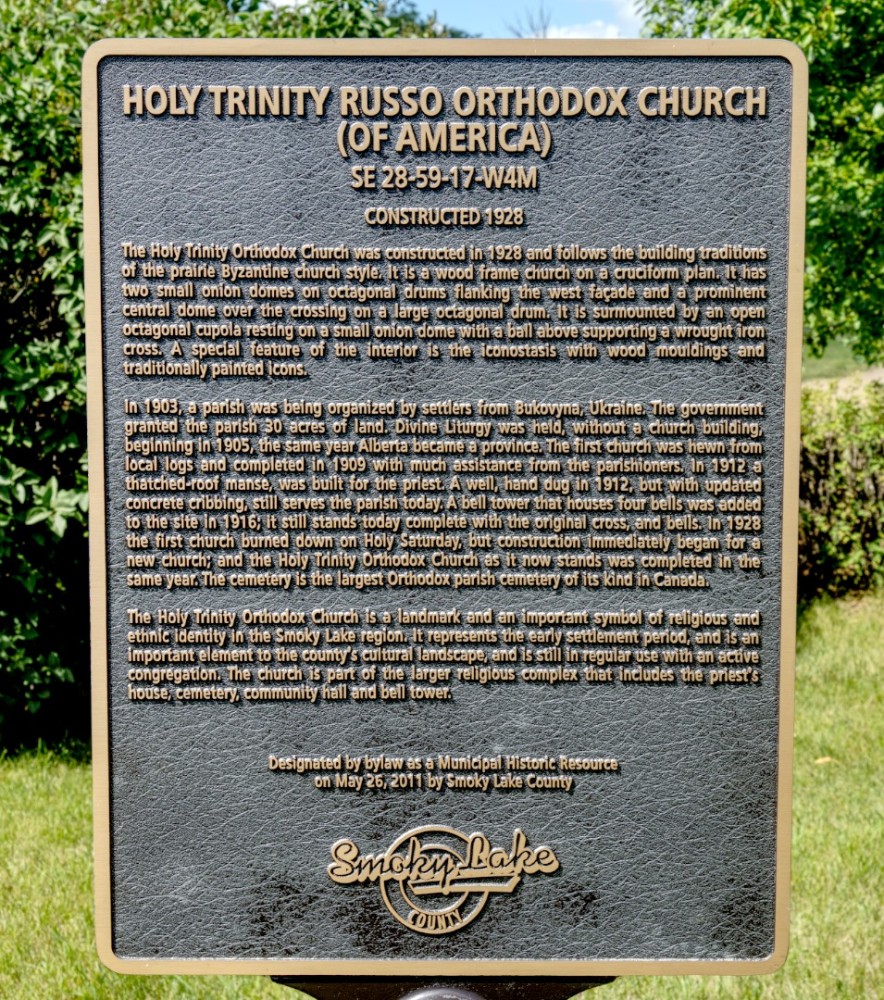 HOLY TRINITY RUSSO ORTHODOX CHURCH
(OF AMERICA)
SE 28-59-17-W4M
CONSTRUCTED 1928
The Holy Trinity Orthodox Church was constructed in 1928 and follows the building traditions
of the prairie Byzantine church style. It is a wood frame church on a cruciform plan. It has
two small onion domes on octagonal drums flanking the west façade and a prominent
central dome over the crossing on a large octagonal drum. It is surmounted by an open
octagonal cupola resting on a small onion dome with a ball above supporting a wrought iron
cross. A special feature of the interior is the iconostasis with wood mouldings and
traditionally painted icons.
In 1903, a parish was being organized by settlers from Bukovyna, Ukraine. The government
granted the parish 30 acres of land. Divine Liturgy was held, without a church building,
beginning in 1905, the same year Alberta became a province. The first church was hewn from
local logs and completed in 1909 with much assistance from the parishioners. In 1912 a
thatched-roof manse, was built for the priest. A well, hand dug in 1912, but with updated
concrete cribbing, still serves the parish today. A bell tower that houses four bells was added
to the site in 1916; it still stands today complete with the original cross, and bells. In 1928
the first church burned down on Holy Saturday, but construction immediately began for a
new church; and the Holy Trinity Orthodox Church as it now stands was completed in the
same year. The cemetery is the largest Orthodox parish cemetery of its kind in Canada.
The Holy Trinity Orthodox Church is a landmark and an important symbol of religious and
ethnic identity in the Smoky Lake region. It represents the early settlement period, and is an
important element to the county's cultural landscape, and is still in regular use with an active
congregation. The church is part of the larger religious complex that includes the priest's
house, cemetery, community hall and bell tower.
Designated by bylaw as a Municipal Historic Resource
on May 26, 2011 by Smoky Lake County
Smoky Lake
COUNTY